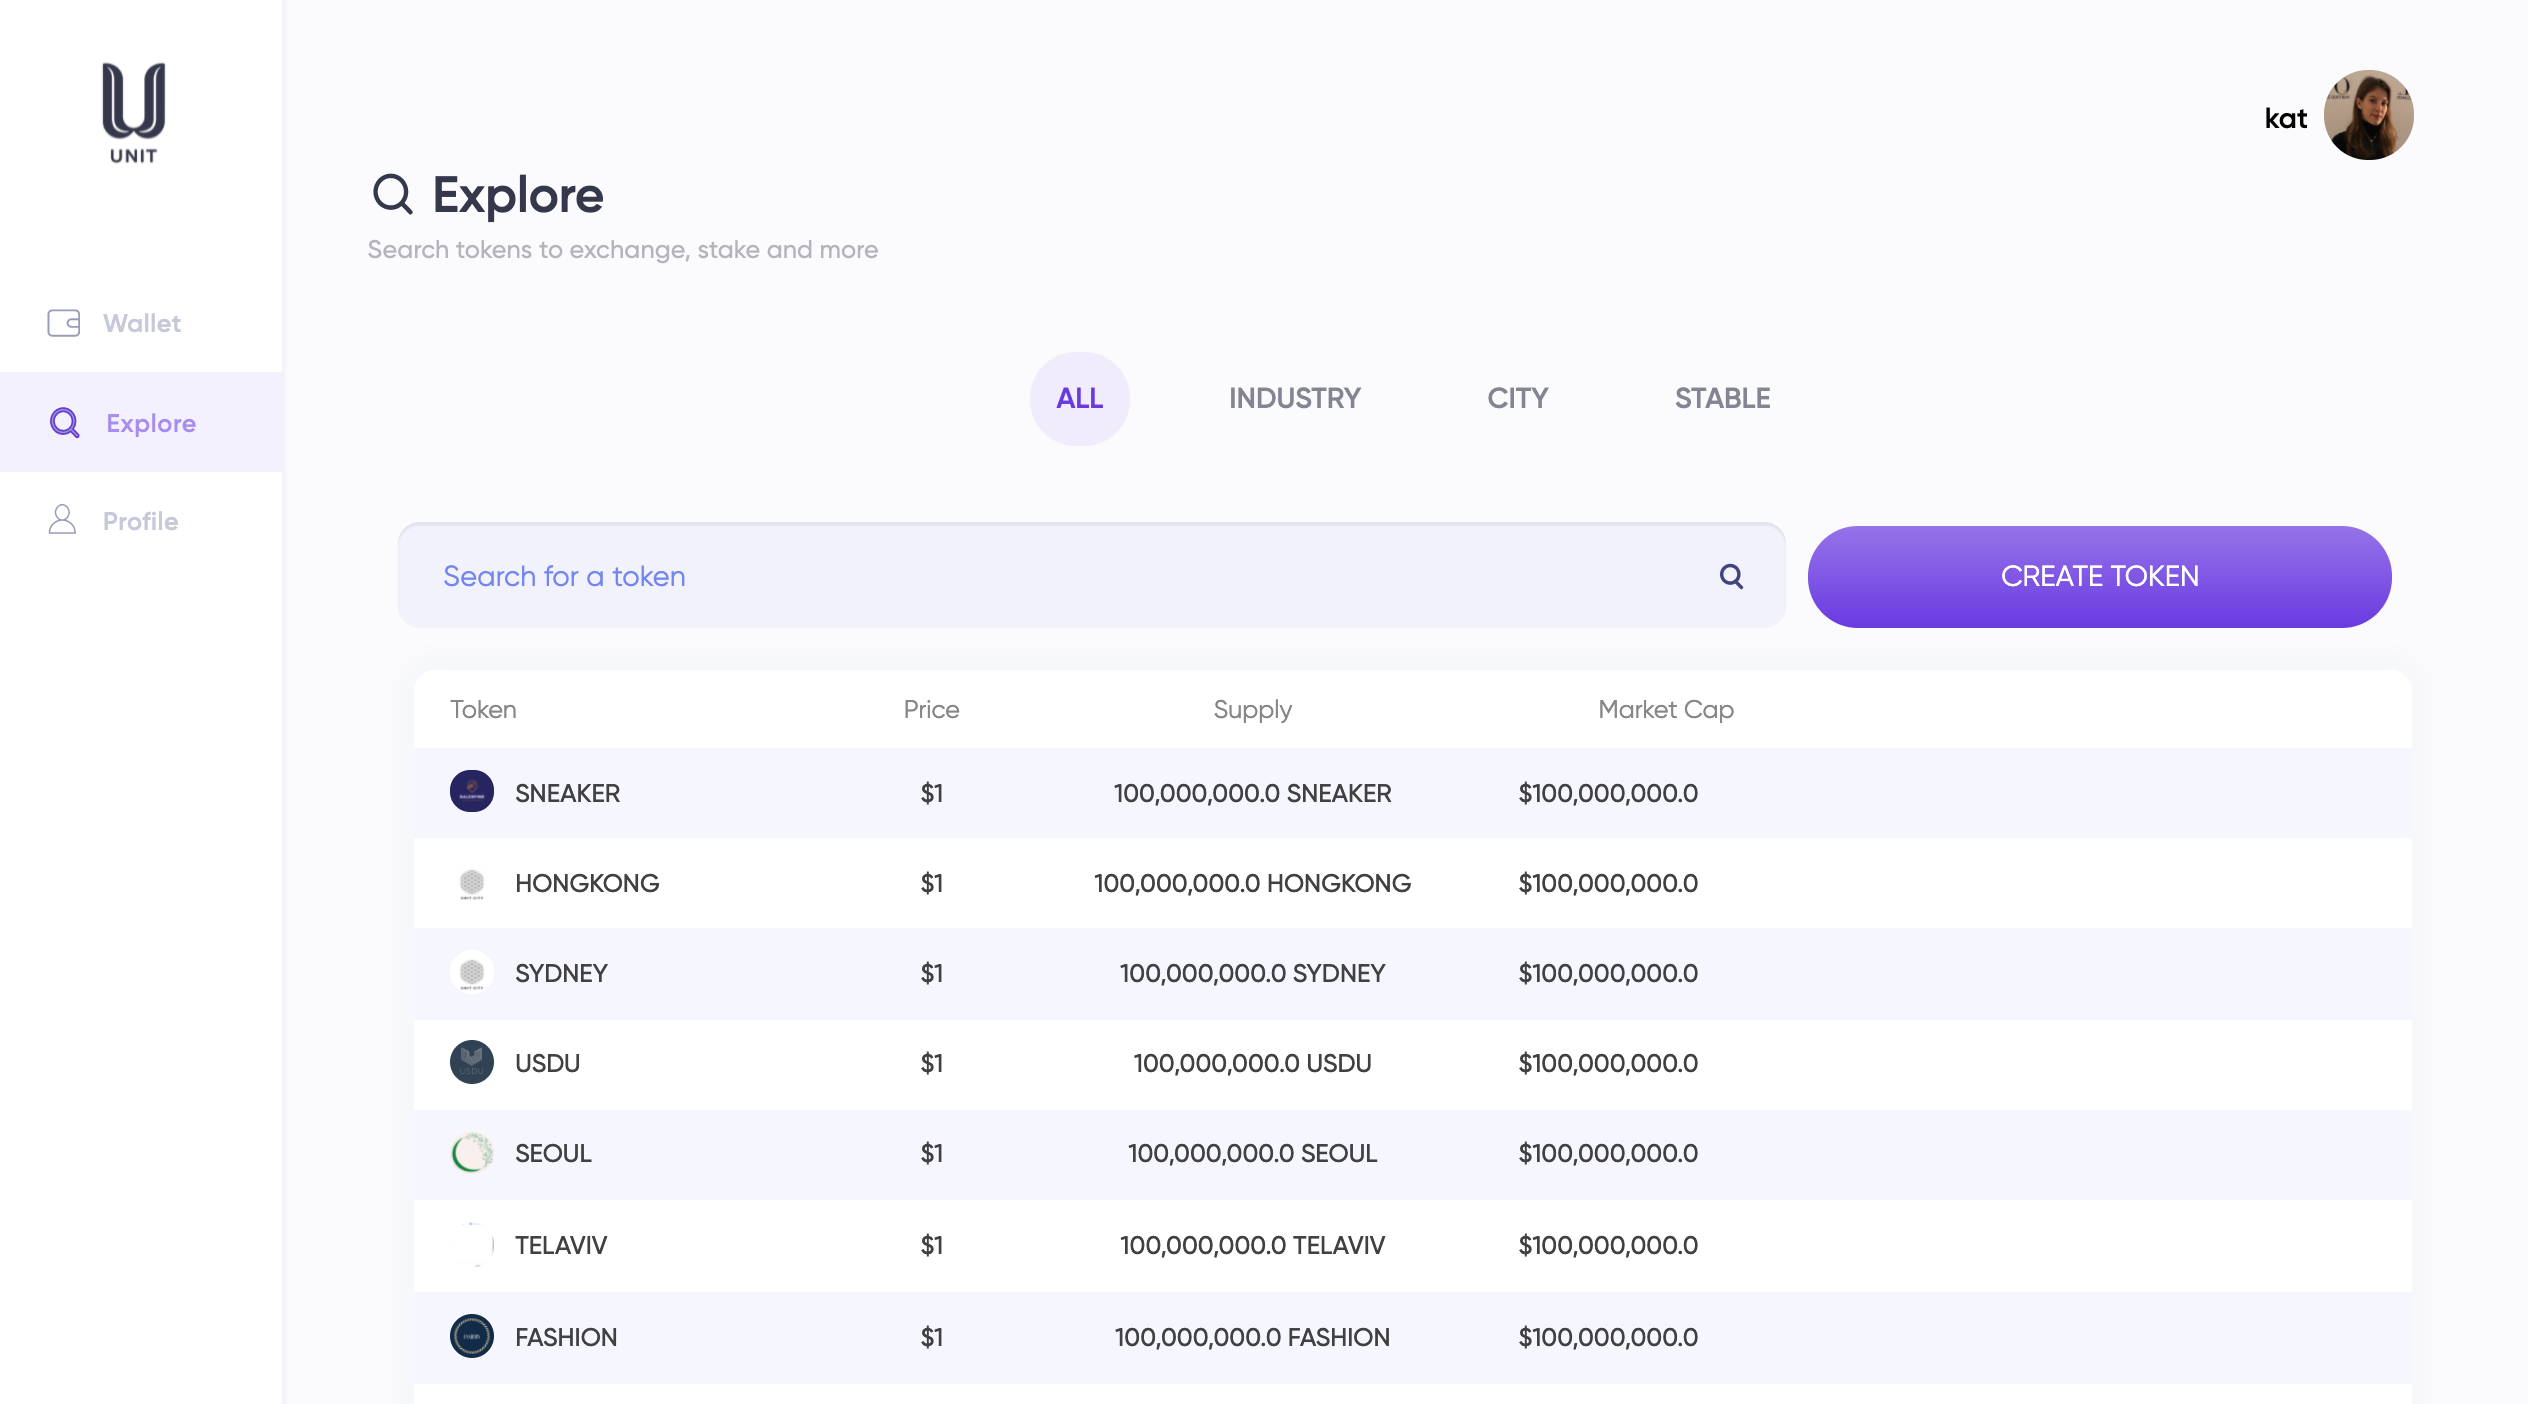 UNIT
kat
Explore
Search tokens to exchange, stake and more
Wallet
Explore
Profile
ALL INDUSTRY CITY STABLE
Search for a token
CREATE TOKEN
Token Price Supply Market Cap
SNEAKER $1 100,000,000.0 SNEAKER $100,000,000.0
HONGKONG $1 100,000,000.0 HONGKONG $100,000,000.0
SYDNEY $1 100,000,000.0 SYDNEY $100,000,000.0
USDU $1 100,000,000.0 USDU $100,000,000.0
SEOUL $1 100,000,000.0 SEOUL $100,000,000.0
TELAVIV $1 100,000,000.0 TELAVIV $100,000,000.0
FASHION $1 100,000,000.0 FASHION $100,000,000.0